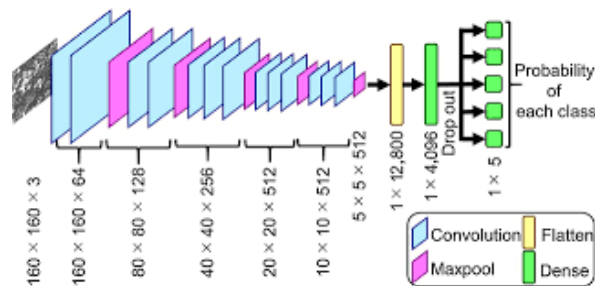 Probability
of
each class
Drop out
160 × 160 × 3
160 × 160 × 64
80 × 80 × 128
40 × 40 × 256
20 × 20 × 512
10 × 10 × 512
5 × 5 × 512
1 × 12,800
1 × 4,096
1 × 5
Convolution
Flatten
Maxpool
Dense